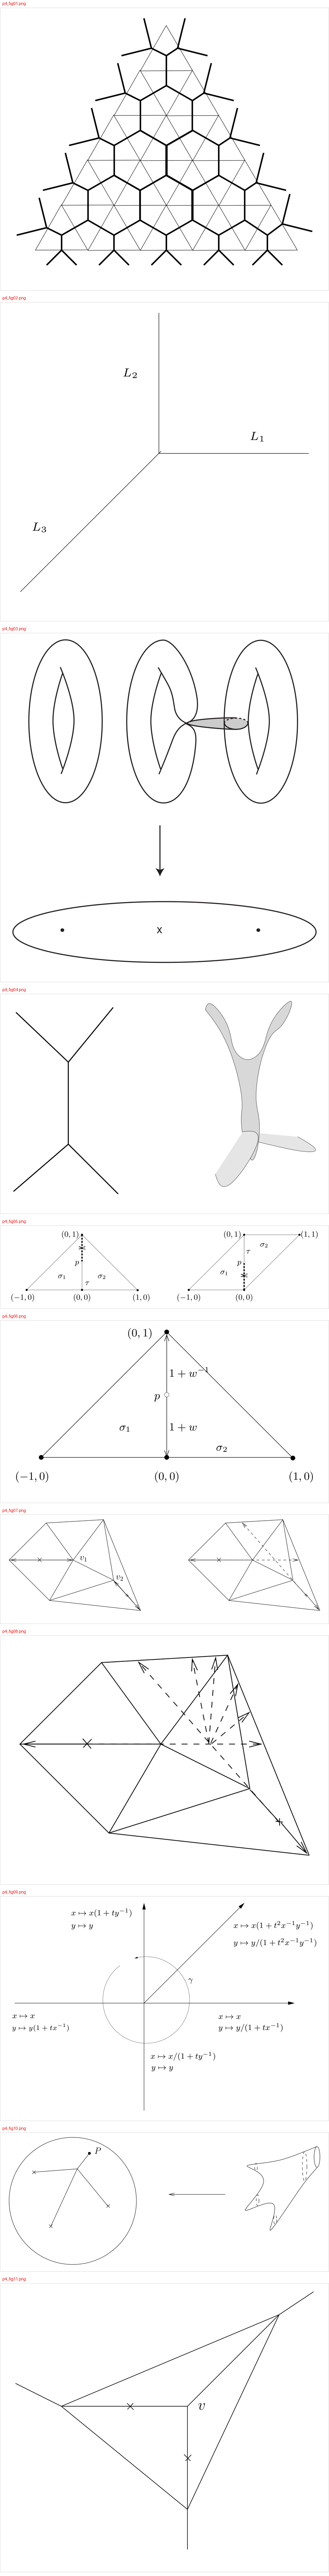 p4_fig01.png
p4_fig02.png
L₂
L₁
L₃
p4_fig03.png
x
p4_fig04.png
p4_fig05.png
(0, 1) (0, 1) (1, 1)
p σ₁ σ₂ τ
(−1, 0) (0, 0) (1, 0)
τ σ₂ p σ₁
(−1, 0) (0, 0)
p4_fig06.png
(0, 1)
1 + w⁻¹
p
σ₁ 1 + w
σ₂
(−1, 0) (0, 0) (1, 0)
p4_fig07.png
v₁
v₂
p4_fig08.png
p4_fig09.png
x ↦ x(1 + ty⁻¹)
y ↦ y
x ↦ x(1 + t²x⁻¹y⁻¹)
y ↦ y/(1 + t²x⁻¹y⁻¹)
γ
x ↦ x
y ↦ y(1 + tx⁻¹)
x ↦ x
y ↦ y/(1 + tx⁻¹)
x ↦ x/(1 + ty⁻¹)
y ↦ y
p4_fig10.png
P
p4_fig11.png
v